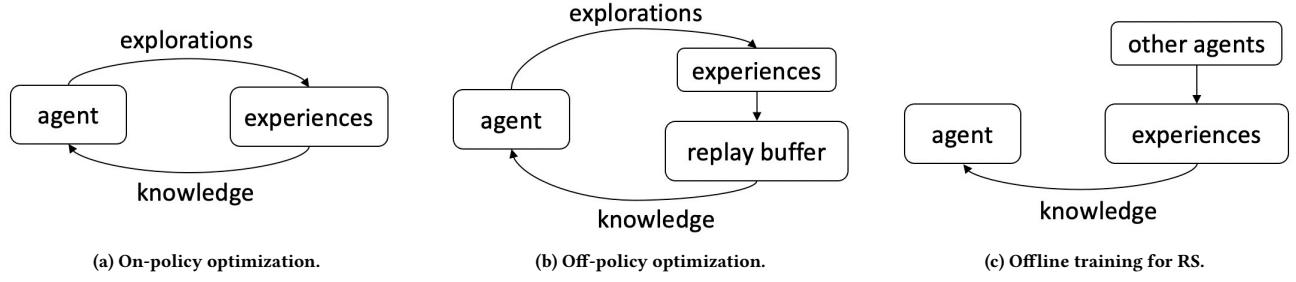 explorations
agent
experiences
knowledge
(a) On-policy optimization.
explorations
experiences
agent
replay buffer
knowledge
(b) Off-policy optimization.
other agents
agent
experiences
knowledge
(c) Offline training for RS.